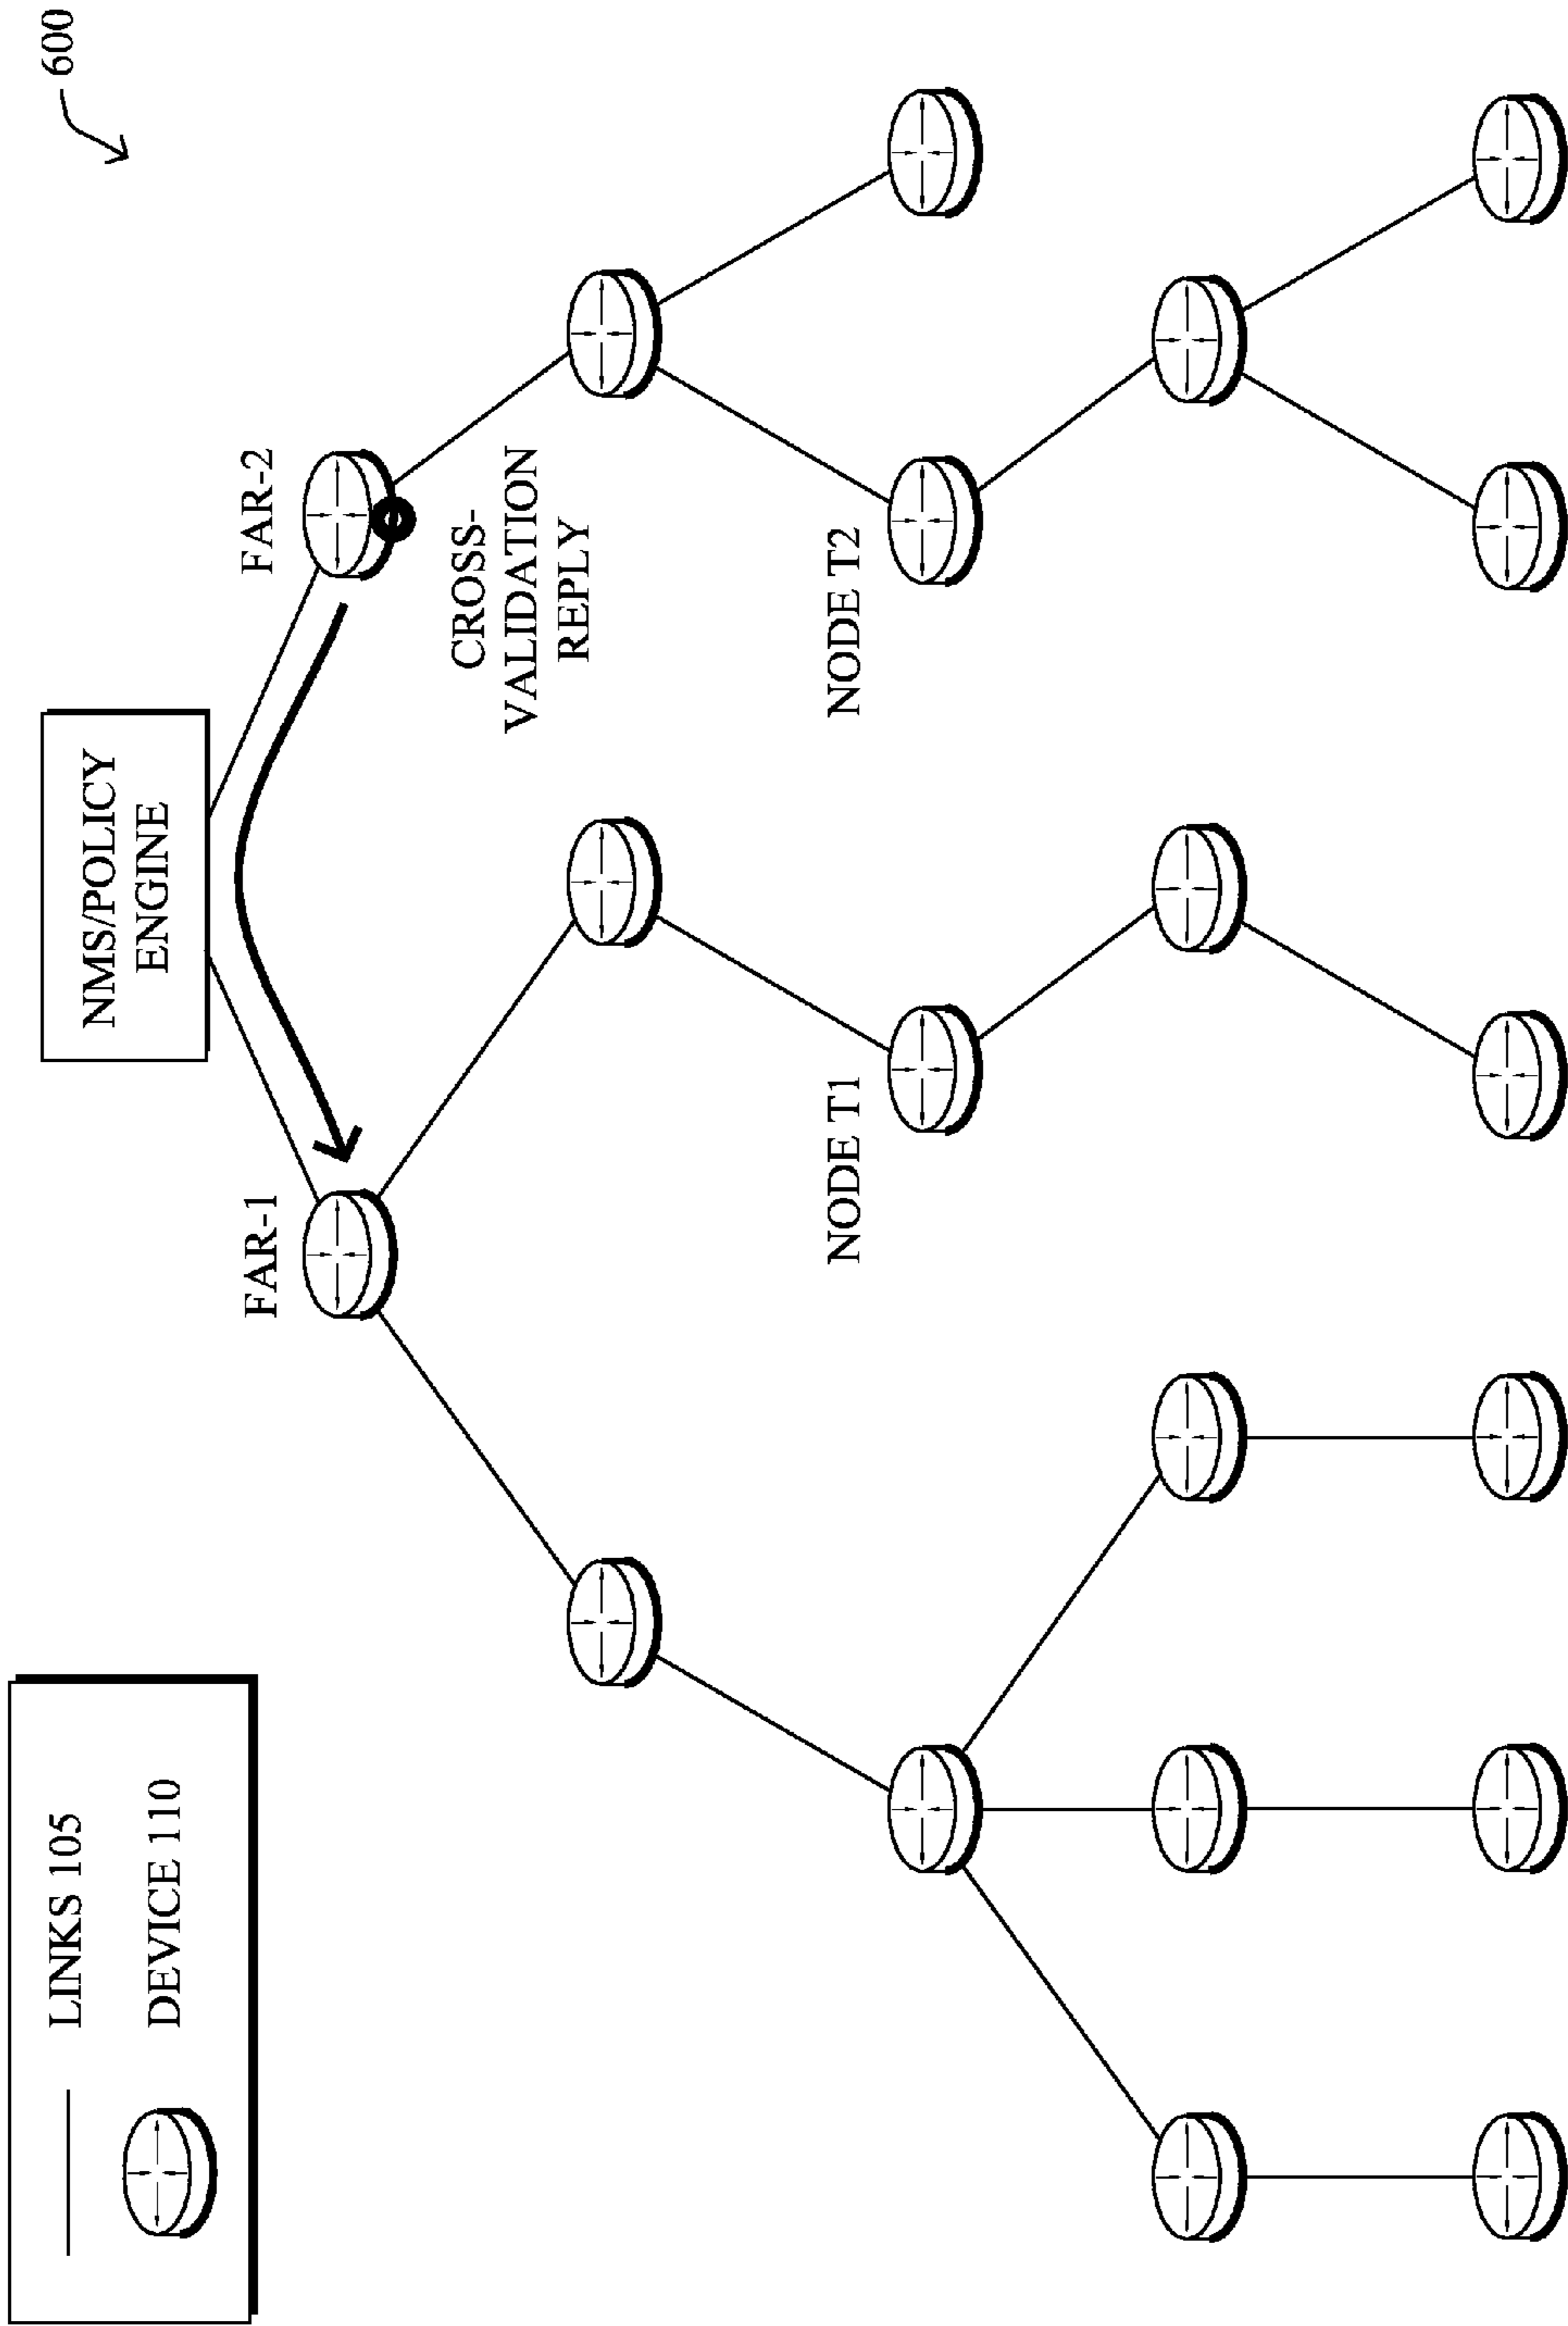 600
LINKS 105
DEVICE 110
NMS/POLICY
ENGINE
FAR-1
FAR-2
CROSS-
VALIDATION
REPLY
NODE T1
NODE T2